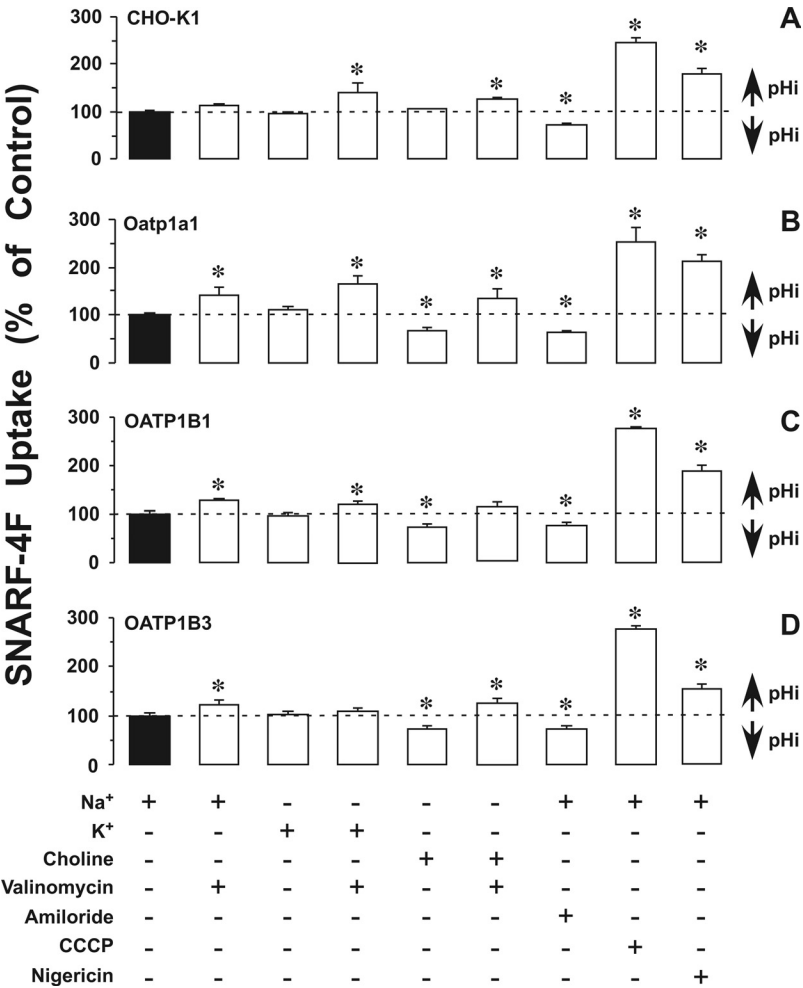 SNARF-4F Uptake (% of Control)
CHO-K1
A
300
200
100
0
* * * * *
pHi
pHi
Oatp1a1
B
300
200
100
0
* * * * * * *
pHi
pHi
OATP1B1
C
300
200
100
0
* * * * * *
pHi
pHi
OATP1B3
D
300
200
100
0
* * * * * *
pHi
pHi
Na+ + + - - - - + + +
K+ - - + + - - - - -
Choline - - - - + + - - -
Valinomycin - + - + - + - - -
Amiloride - - - - - - + - -
CCCP - - - - - - - + -
Nigericin - - - - - - - - +